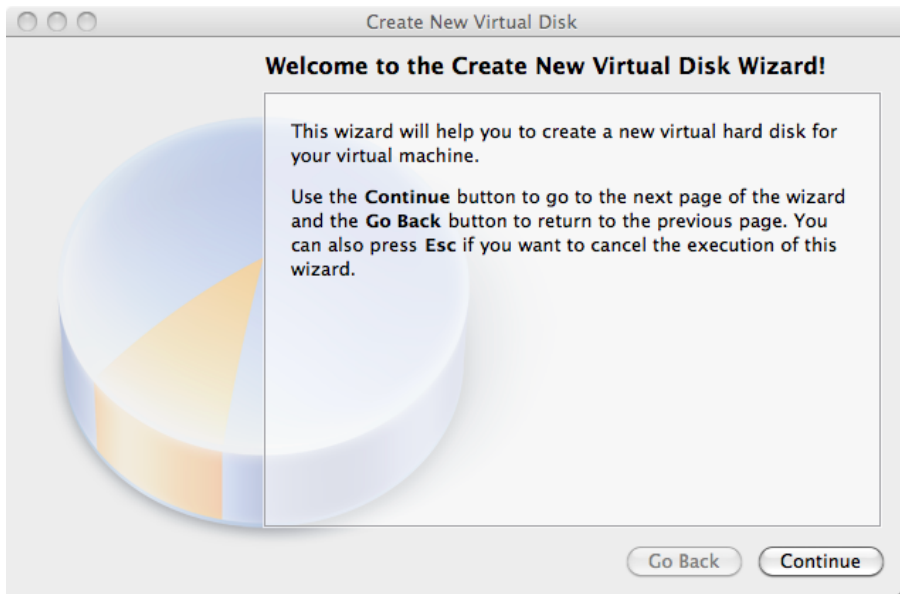 Create New Virtual Disk
Welcome to the Create New Virtual Disk Wizard!
This wizard will help you to create a new virtual hard disk for
your virtual machine.
Use the Continue button to go to the next page of the wizard
and the Go Back button to return to the previous page. You
can also press Esc if you want to cancel the execution of this
wizard.
Go Back
Continue